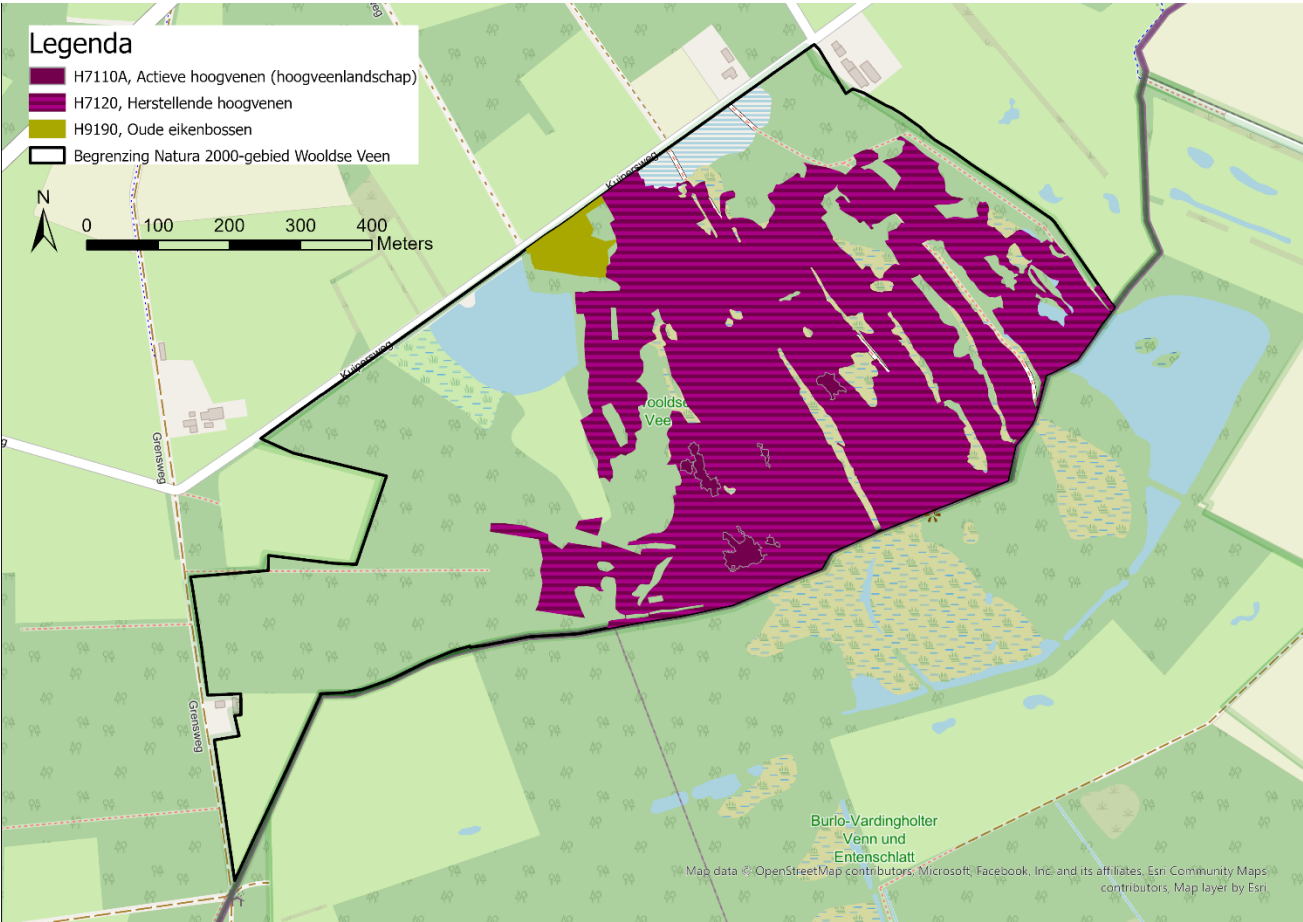 Legenda
H7110A, Actieve hoogvenen (hoogveenlandschap)
H7120, Herstellende hoogvenen
H9190, Oude eikenbossen
Begrenzing Natura 2000-gebied Wooldse Veen
N
0 100 200 300 400
Meters
Kuipersweg
Kuipersweg
Grensweg
ooldse
Vee
Grensweg
Burlo-Vardingholter
Venn und
Entenschlatt
Map data © OpenStreetMap contributors, Microsoft, Facebook, Inc. and its affiliates, Esri Community Maps
contributors, Map layer by Esri